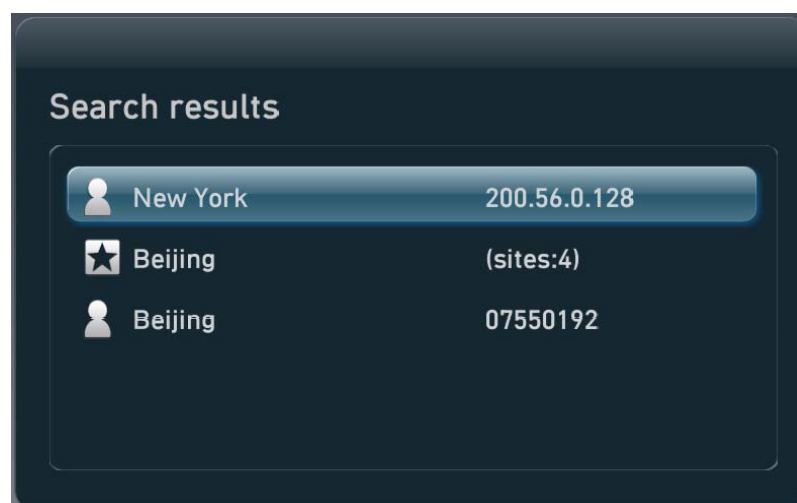 Search results
New York 200.56.0.128
Beijing (sites:4)
Beijing 07550192